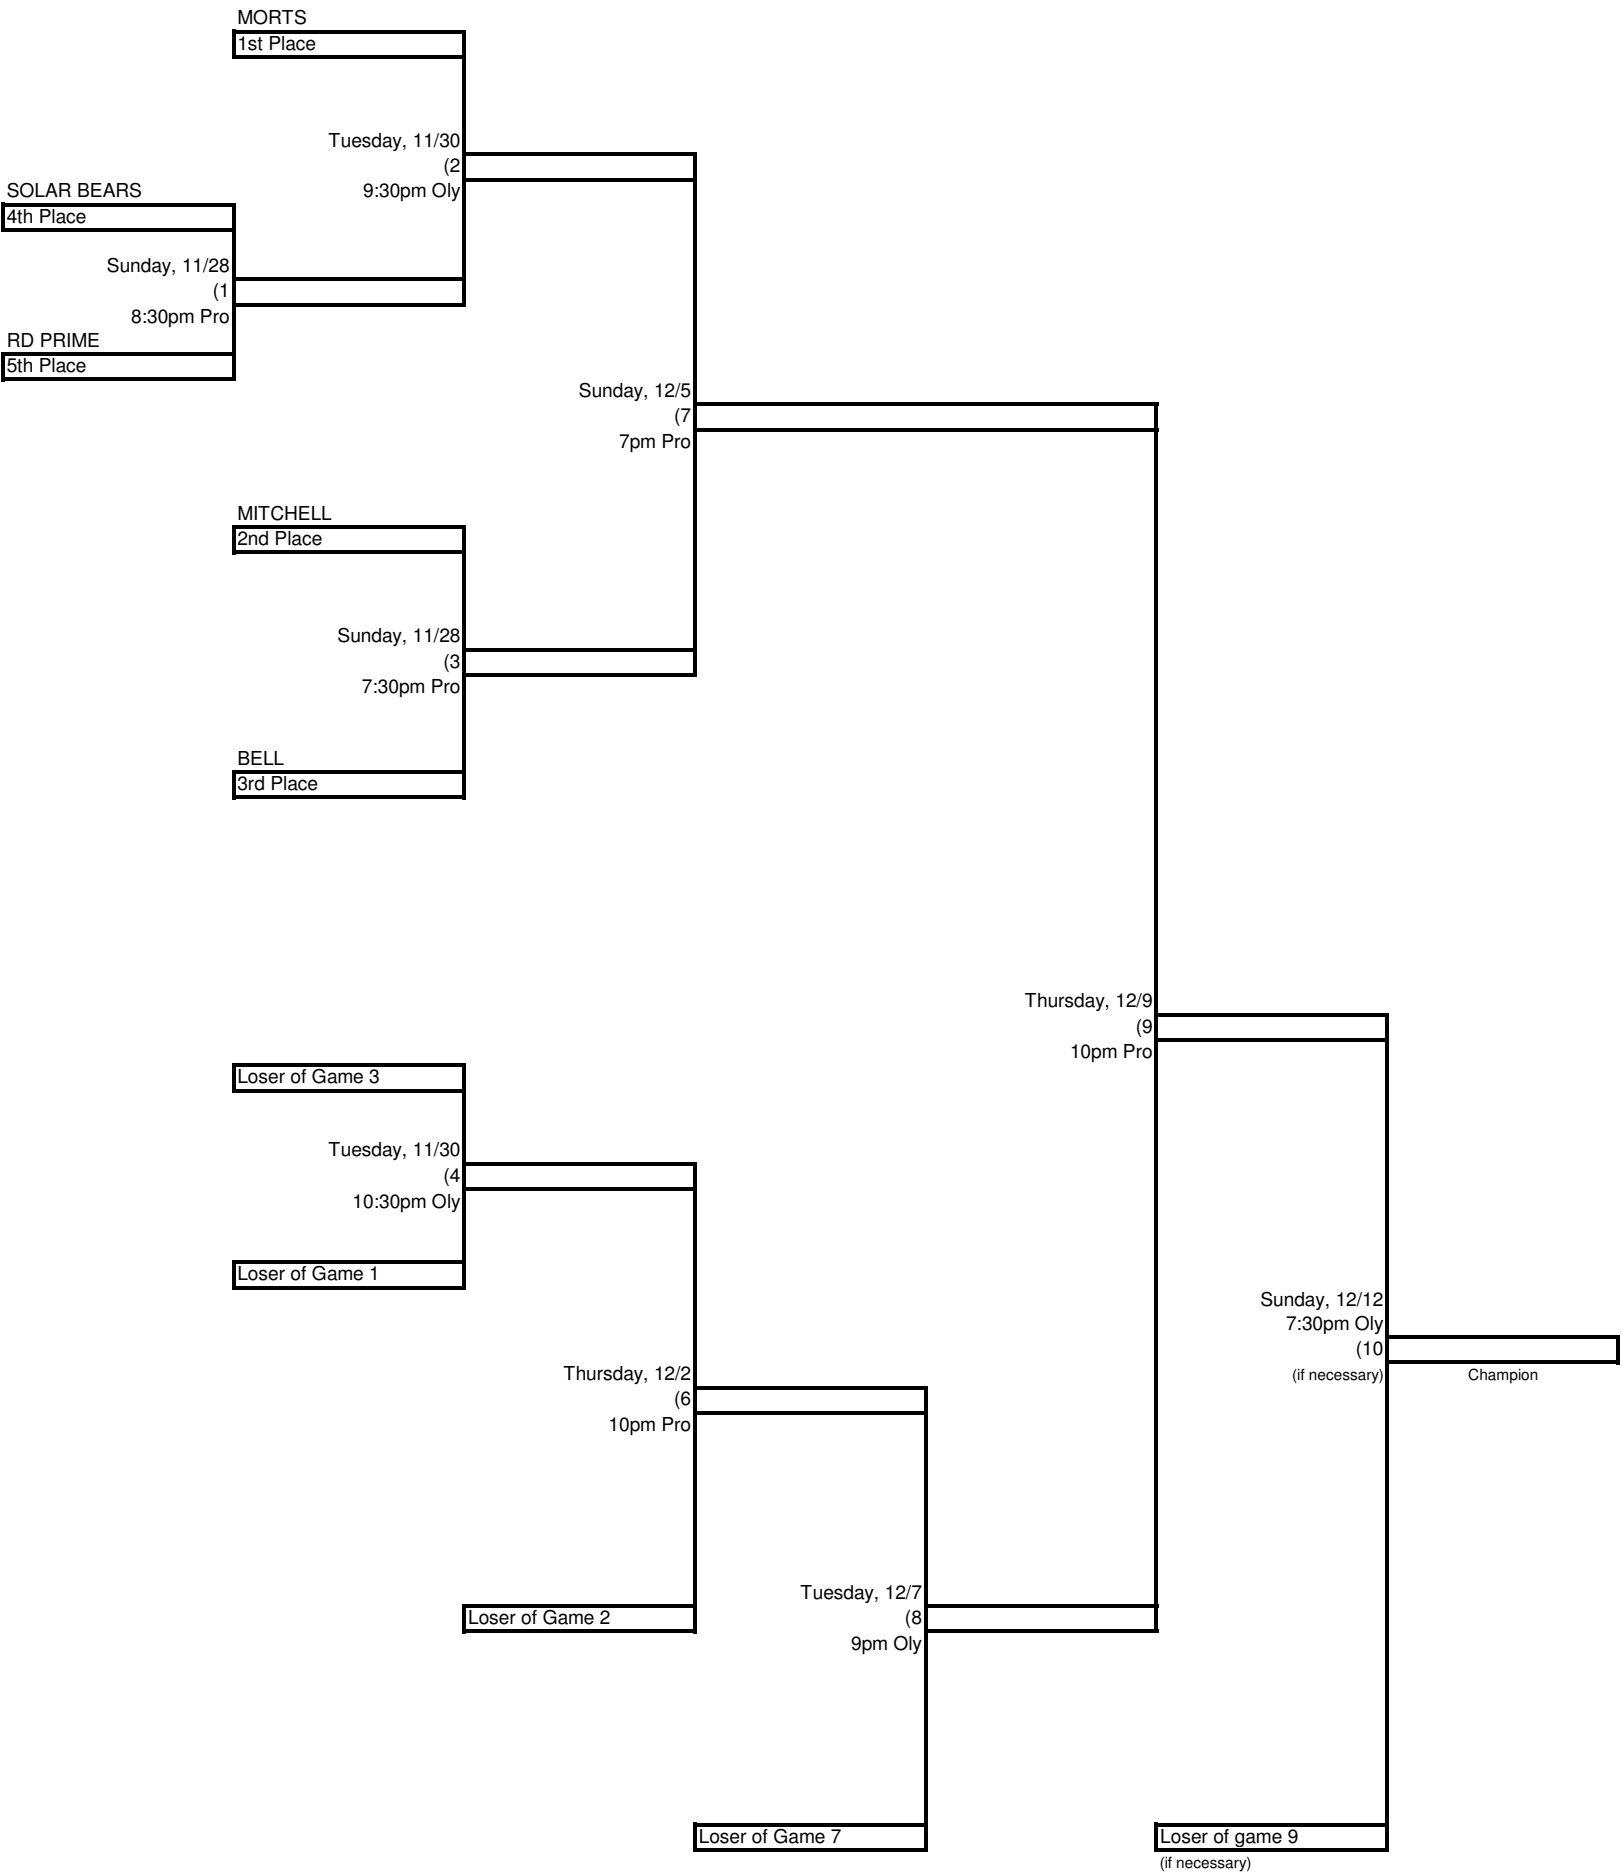 MORTS
1st Place
Tuesday, 11/30
(2
9:30pm Oly
SOLAR BEARS
4th Place
Sunday, 11/28
(1
8:30pm Pro
RD PRIME
5th Place
Sunday, 12/5
(7
7pm Pro
MITCHELL
2nd Place
Sunday, 11/28
(3
7:30pm Pro
BELL
3rd Place
Thursday, 12/9
(9
10pm Pro
Loser of Game 3
Tuesday, 11/30
(4
10:30pm Oly
Loser of Game 1
Sunday, 12/12
7:30pm Oly
(10
(if necessary)
Champion
Thursday, 12/2
(6
10pm Pro
Tuesday, 12/7
(8
9pm Oly
Loser of Game 2
Loser of Game 7
Loser of game 9
(if necessary)